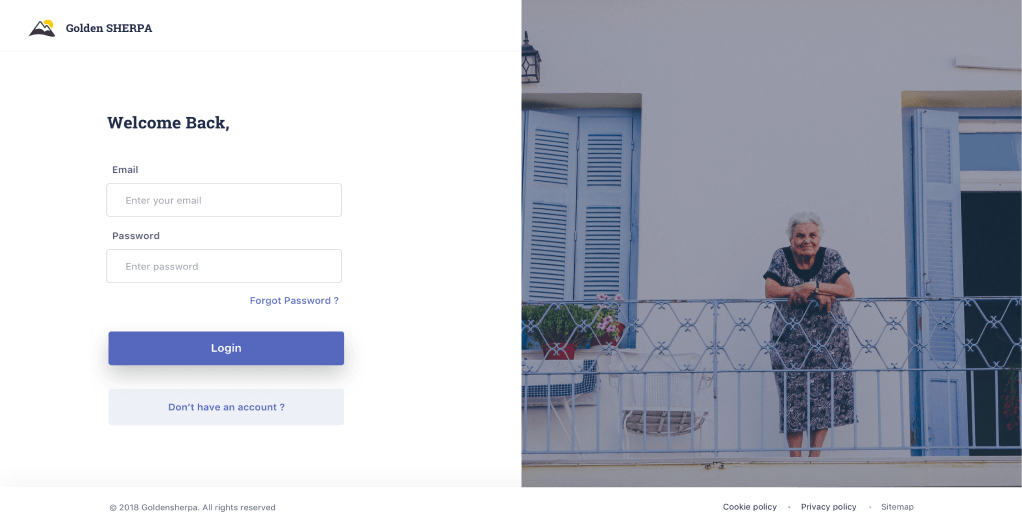 Golden SHERPA
Welcome Back,
Email
Enter your email
Password
Enter password
Forgot Password ?
Login
Don't have an account ?
© 2018 Goldensherpa. All rights reserved
Cookie policy • Privacy policy • Sitemap